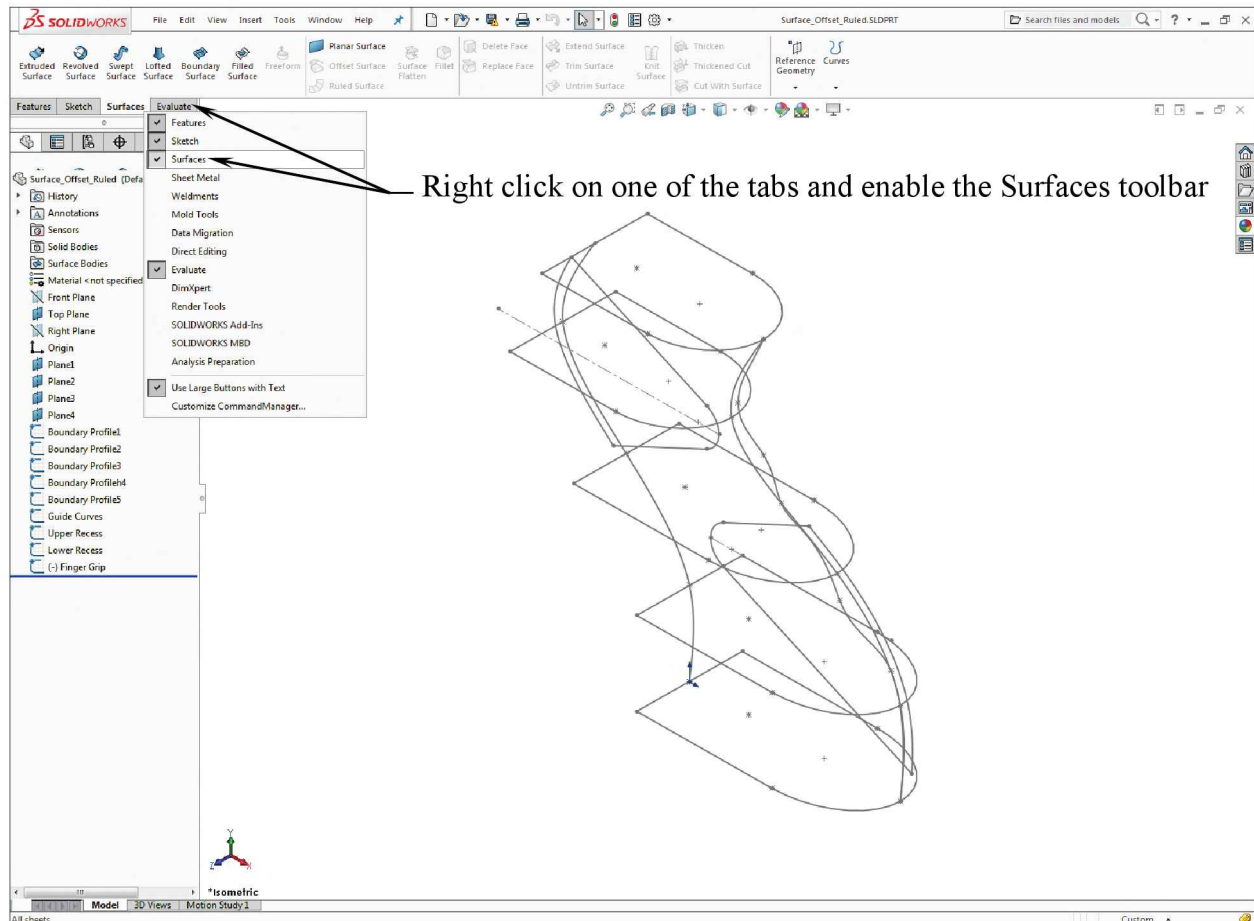 SOLIDWORKS File Edit View Insert Tools Window Help Surface_Offset_Ruled.SLDPRT Search files and models
Extruded Surface
Revolved Surface
Swept Surface
Lofted Surface
Boundary Surface
Filled Surface
Freeform
Planar Surface
Offset Surface
Ruled Surface
Surface Flatten
Fillet
Delete Face
Replace Face
Extend Surface
Trim Surface
Untrim Surface
Knit Surface
Thicken
Thickened Cut
Cut With Surface
Reference Geometry
Curves
Features Sketch Surfaces Evaluate
Features
Sketch
Surfaces
Sheet Metal
Weldments
Mold Tools
Data Migration
Direct Editing
Evaluate
DimXpert
Render Tools
SOLIDWORKS Add-Ins
SOLIDWORKS MBD
Analysis Preparation
Use Large Buttons with Text
Customize CommandManager...
Right click on one of the tabs and enable the Surfaces toolbar
Surface_Offset_Ruled (Defa
History
Annotations
Sensors
Solid Bodies
Surface Bodies
Material <not specified
Front Plane
Top Plane
Right Plane
Origin
Plane1
Plane2
Plane3
Plane4
Boundary Profile1
Boundary Profile2
Boundary Profile3
Boundary Profileh4
Boundary Profile5
Guide Curves
Upper Recess
Lower Recess
(-) Finger Grip
Y
Z X
*Isometric
Model 3D Views Motion Study 1
All sheets Custom